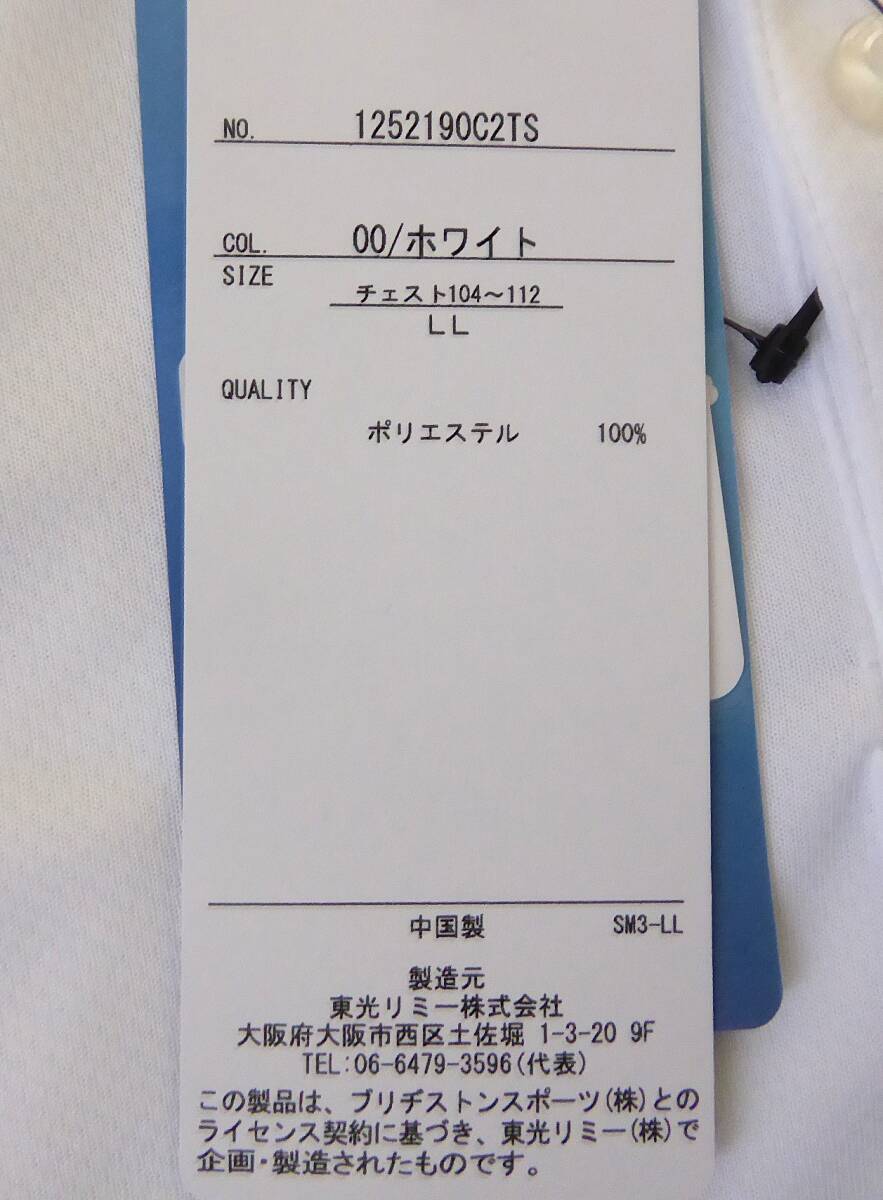 NO. 1252190C2TS
COL. 00/ホワイト
SIZE
チェスト104〜112
LL
QUALITY
ポリエステル 100%
中国製 SM3-LL
製造元
東光リミー株式会社
大阪府大阪市西区土佐堀 1-3-20 9F
TEL:06-6479-3596(代表)
この製品は、ブリヂストンスポーツ(株)との
ライセンス契約に基づき、東光リミー(株)で
企画・製造されたものです。